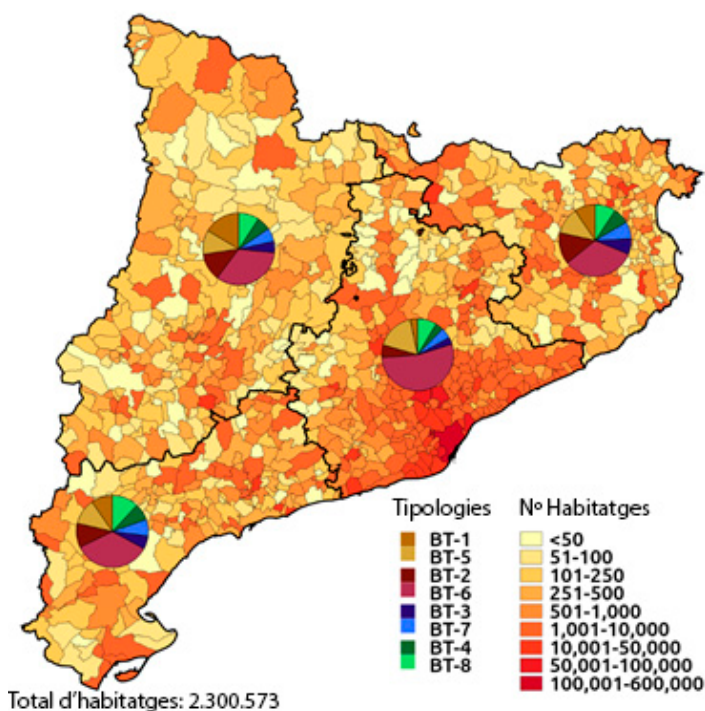 Tipologies
BT-1
BT-5
BT-2
BT-6
BT-3
BT-7
BT-4
BT-8
Nº Habitatges
<50
51-100
101-250
251-500
501-1,000
1,001-10,000
10,001-50,000
50,001-100,000
100,001-600,000
Total d'habitatges: 2.300.573